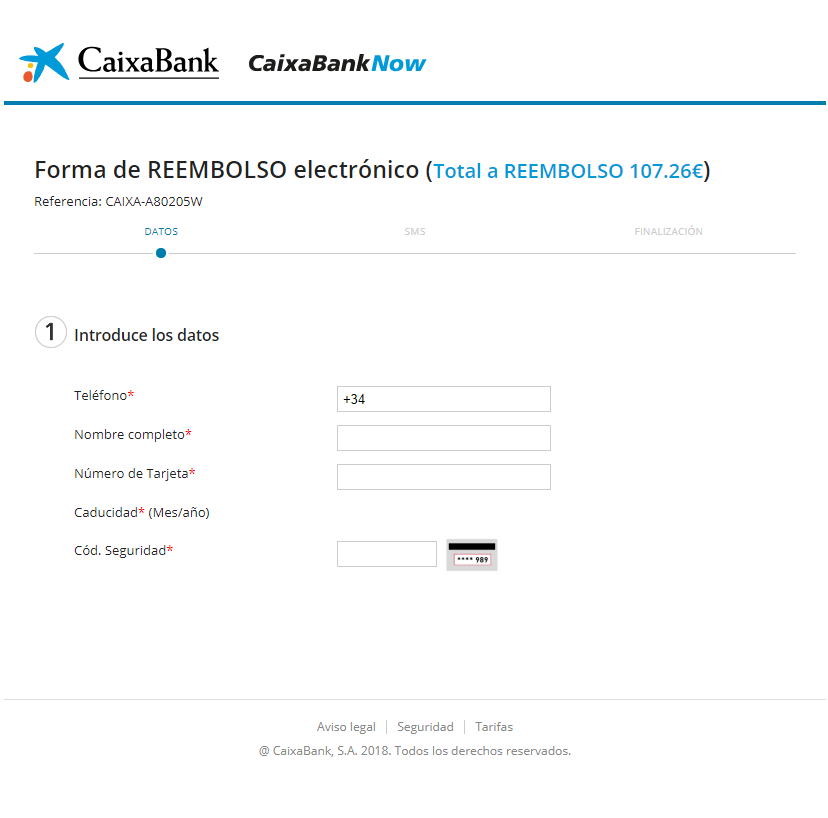 CaixaBank CaixaBankNow
Forma de REEMBOLSO electrónico (Total a REEMBOLSO 107.26€)
Referencia: CAIXA-A80205W
DATOS SMS FINALIZACIÓN
1 Introduce los datos
Teléfono* +34
Nombre completo*
Número de Tarjeta*
Caducidad* (Mes/año)
Cód. Seguridad* **** 989
Aviso legal Seguridad Tarifas
@ CaixaBank, S.A. 2018. Todos los derechos reservados.